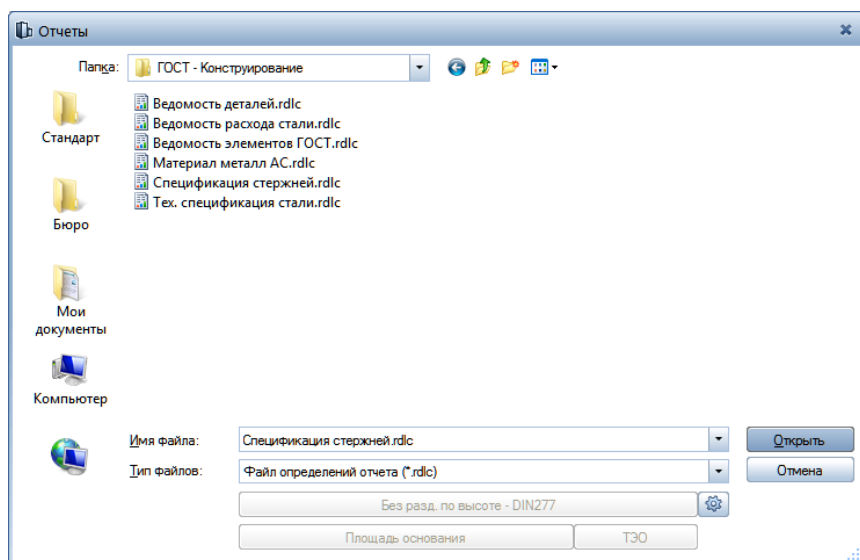 Отчеты
Папка: ГОСТ - Конструирование
Стандарт
Бюро
Мои
документы
Компьютер
Ведомость деталей.rdlc
Ведомость расхода стали.rdlc
Ведомость элементов ГОСТ.rdlc
Материал металл АС.rdlc
Спецификация стержней.rdlc
Тех. спецификация стали.rdlc
Имя файла: Спецификация стержней.rdlc Открыть
Тип файлов: Файл определений отчета (*.rdlc) Отмена
Без разд. по высоте - DIN277
Площадь основания ТЭО